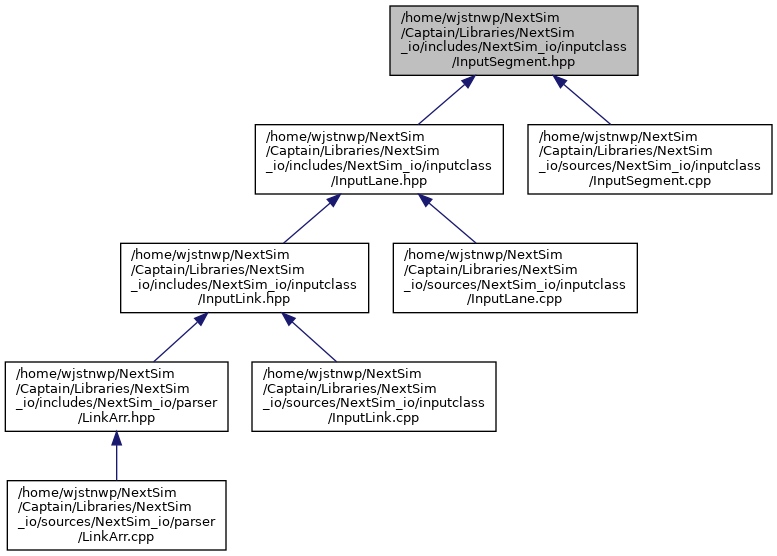 /home/wjstnwp/NextSim
/Captain/Libraries/NextSim
_io/includes/NextSim_io/inputclass
/InputSegment.hpp
/home/wjstnwp/NextSim
/Captain/Libraries/NextSim
_io/includes/NextSim_io/inputclass
/InputLane.hpp
/home/wjstnwp/NextSim
/Captain/Libraries/NextSim
_io/sources/NextSim_io/inputclass
/InputSegment.cpp
/home/wjstnwp/NextSim
/Captain/Libraries/NextSim
_io/includes/NextSim_io/inputclass
/InputLink.hpp
/home/wjstnwp/NextSim
/Captain/Libraries/NextSim
_io/sources/NextSim_io/inputclass
/InputLane.cpp
/home/wjstnwp/NextSim
/Captain/Libraries/NextSim
_io/includes/NextSim_io/parser
/LinkArr.hpp
/home/wjstnwp/NextSim
/Captain/Libraries/NextSim
_io/sources/NextSim_io/inputclass
/InputLink.cpp
/home/wjstnwp/NextSim
/Captain/Libraries/NextSim
_io/sources/NextSim_io/parser
/LinkArr.cpp